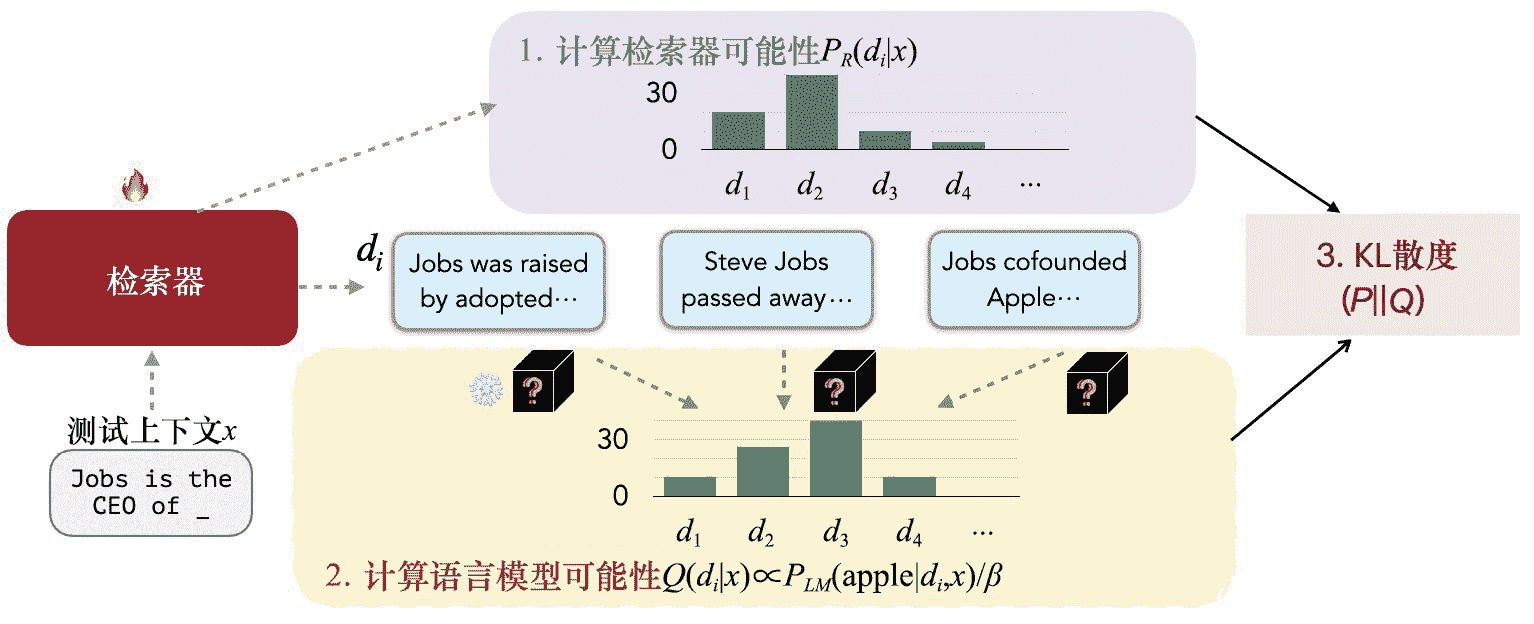 1. 计算检索器可能性P_R(d_i|x)
30
0
d_1 d_2 d_3 d_4 ···
检索器
d_i
Jobs was raised
by adopted···
Steve Jobs
passed away···
Jobs cofounded
Apple···
3. KL散度
(P||Q)
?
?
?
测试上下文x
Jobs is the
CEO of _
30
0
d_1 d_2 d_3 d_4 ···
2. 计算语言模型可能性Q(d_i|x)∝P_LM(apple|d_i,x)/β